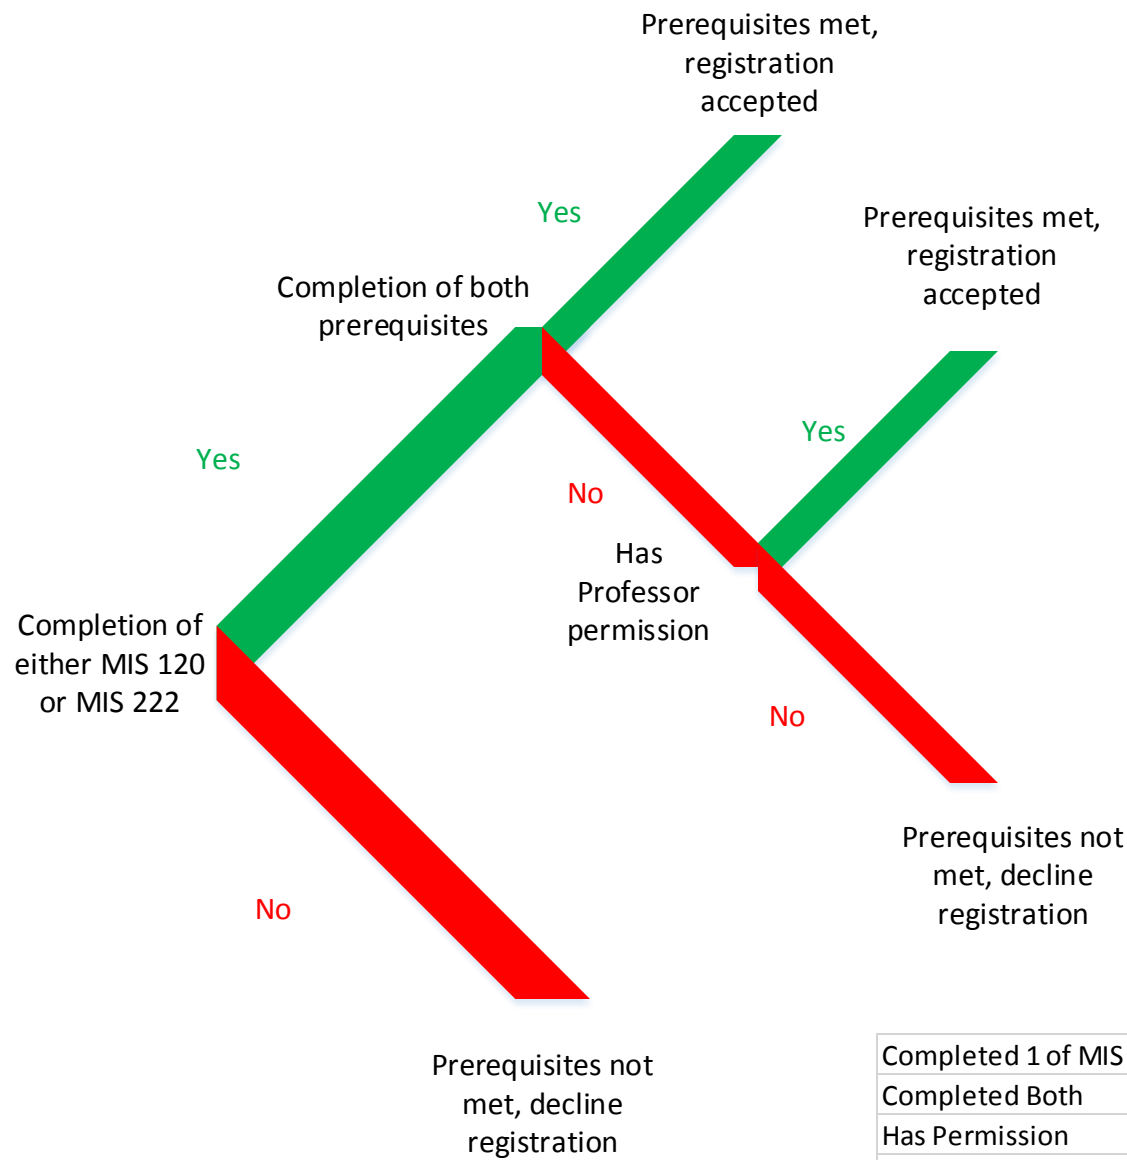 Prerequisites met,
registration
accepted
Yes
Prerequisites met,
registration
accepted
Completion of both
prerequisites
Yes
Yes
No
Has
Professor
permission
Completion of
either MIS 120
or MIS 222
No
Prerequisites not
met, decline
registration
No
Prerequisites not
met, decline
registration
Completed 1 of MIS
Completed Both
Has Permission